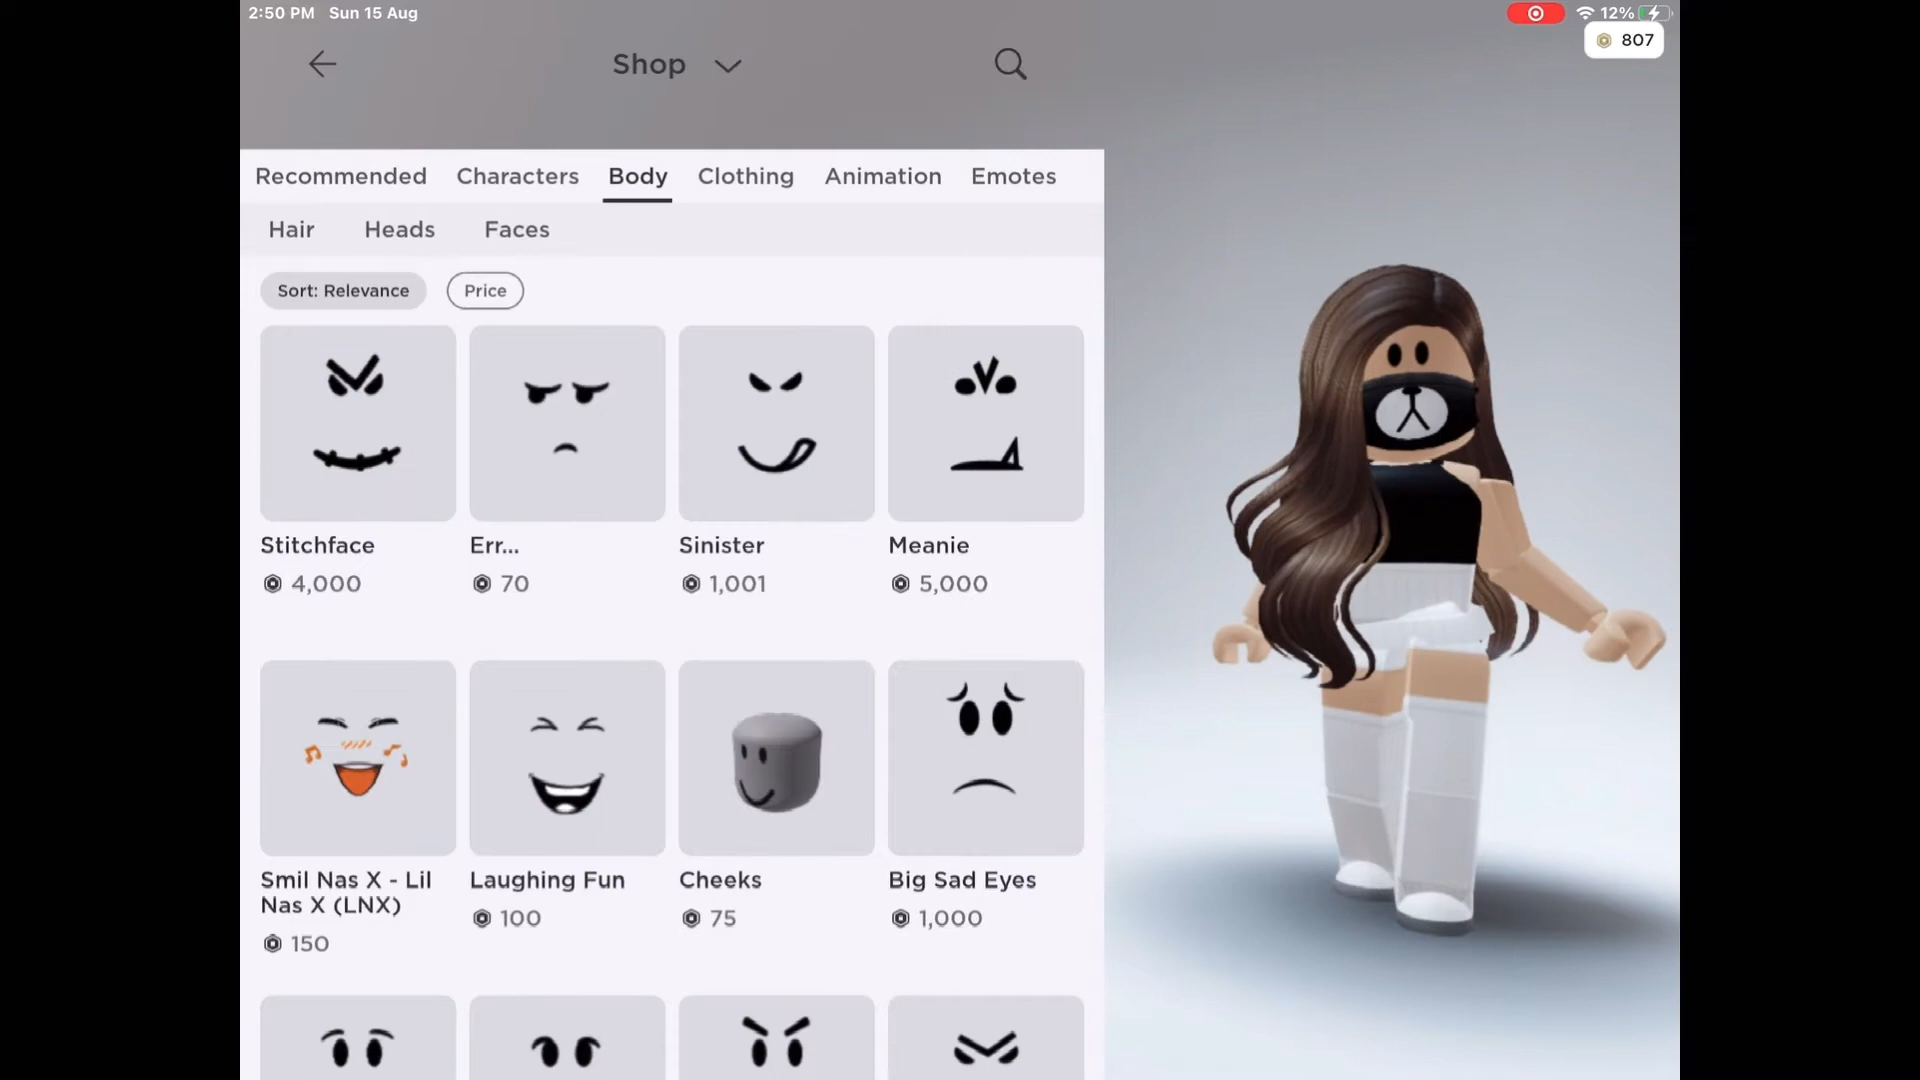 2:50 PM Sun 15 Aug
12%
807
Shop
Recommended Characters Body Clothing Animation Emotes
Hair Heads Faces
Sort: Relevance Price
Stitchface Err... Sinister Meanie
4,000 70 1,001 5,000
Smil Nas X - Lil Nas X (LNX) Laughing Fun Cheeks Big Sad Eyes
150 100 75 1,000